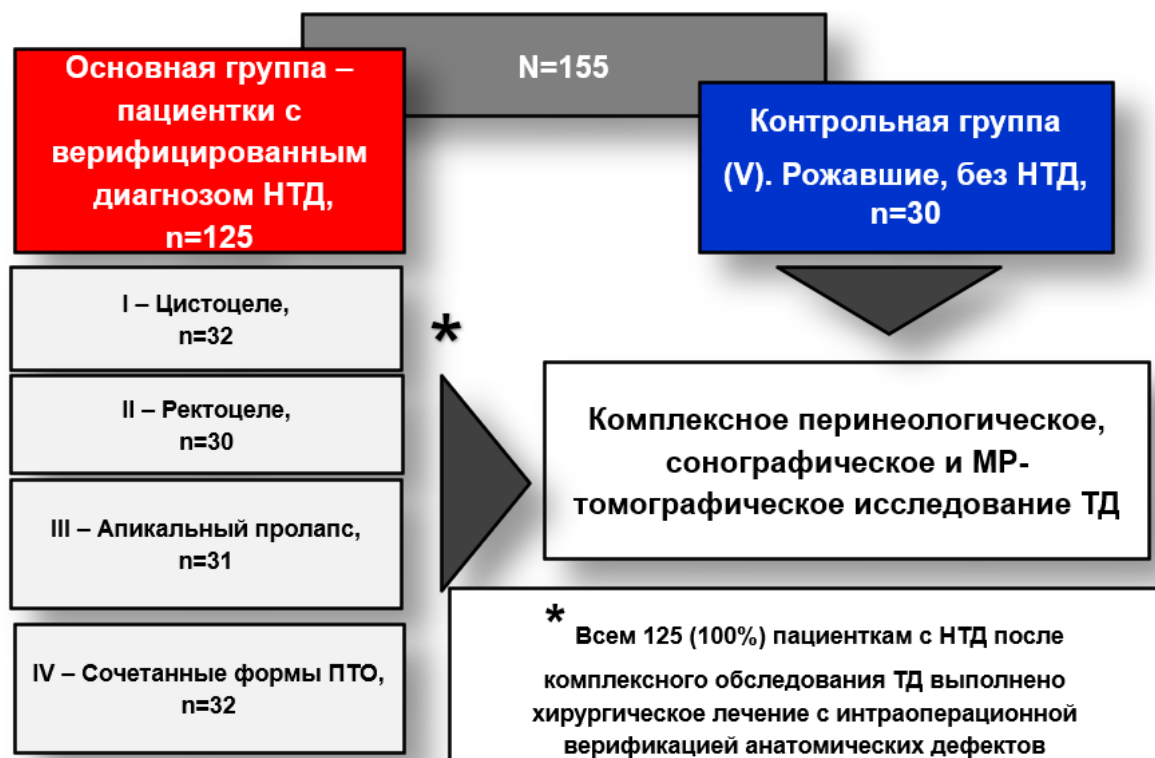 N=155
Основная группа –
пациентки с
верифицированным
диагнозом НТД,
n=125
Контрольная группа
(V). Рожавшие, без НТД,
n=30
I – Цистоцеле,
n=32
II – Ректоцеле,
n=30
III – Апикальный пролапс,
n=31
IV – Сочетанные формы ПТО,
n=32
*
Комплексное перинеологическое,
сонографическое и МР-
томографическое исследование ТД
* Всем 125 (100%) пациенткам с НТД после
комплексного обследования ТД выполнено
хирургическое лечение с интраоперационной
верификацией анатомических дефектов